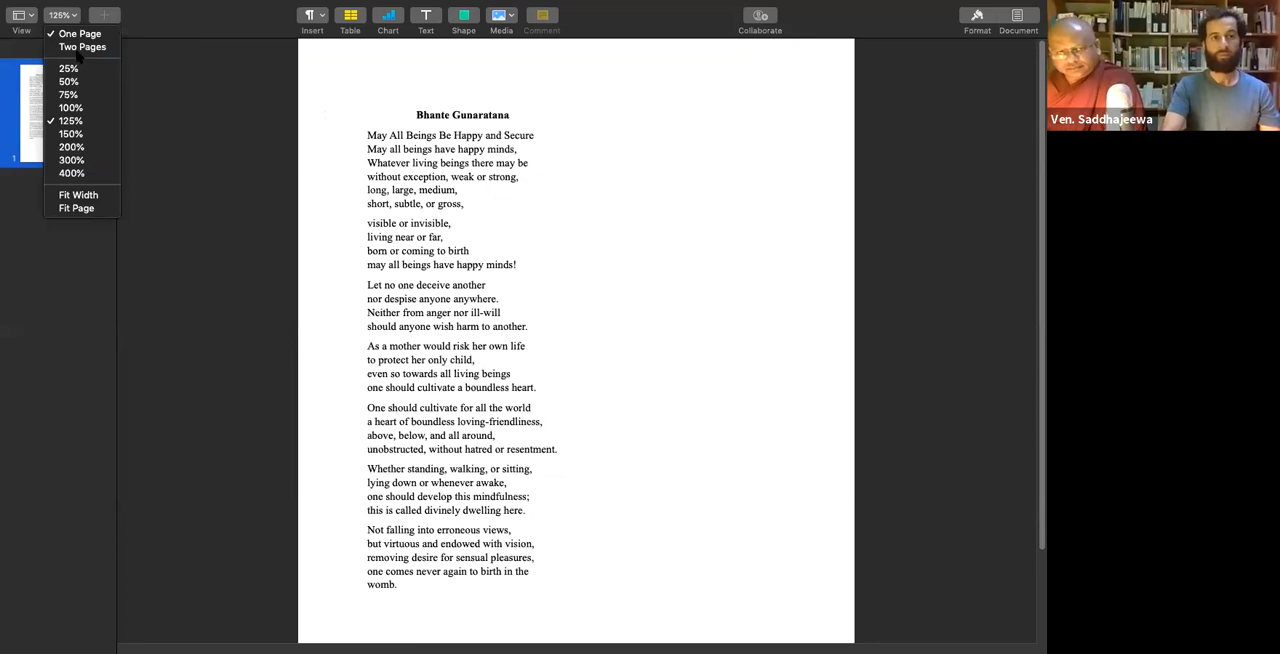 125%
View
Insert
Table
Chart
Text
Shape
Media
Comment
Collaborate
Format
Document
✓ One Page
Two Pages
25%
50%
75%
100%
✓ 125%
150%
200%
300%
400%
Fit Width
Fit Page
1
Bhante Gunaratana
May All Beings Be Happy and Secure
May all beings have happy minds,
Whatever living beings there may be
without exception, weak or strong,
long, large, medium,
short, subtle, or gross,
visible or invisible,
living near or far,
born or coming to birth
may all beings have happy minds!
Let no one deceive another
nor despise anyone anywhere.
Neither from anger nor ill-will
should anyone wish harm to another.
As a mother would risk her own life
to protect her only child,
even so towards all living beings
one should cultivate a boundless heart.
One should cultivate for all the world
a heart of boundless loving-friendliness,
above, below, and all around,
unobstructed, without hatred or resentment.
Whether standing, walking, or sitting,
lying down or whenever awake,
one should develop this mindfulness;
this is called divinely dwelling here.
Not falling into erroneous views,
but virtuous and endowed with vision,
removing desire for sensual pleasures,
one comes never again to birth in the
womb.
Ven. Saddhajeewa